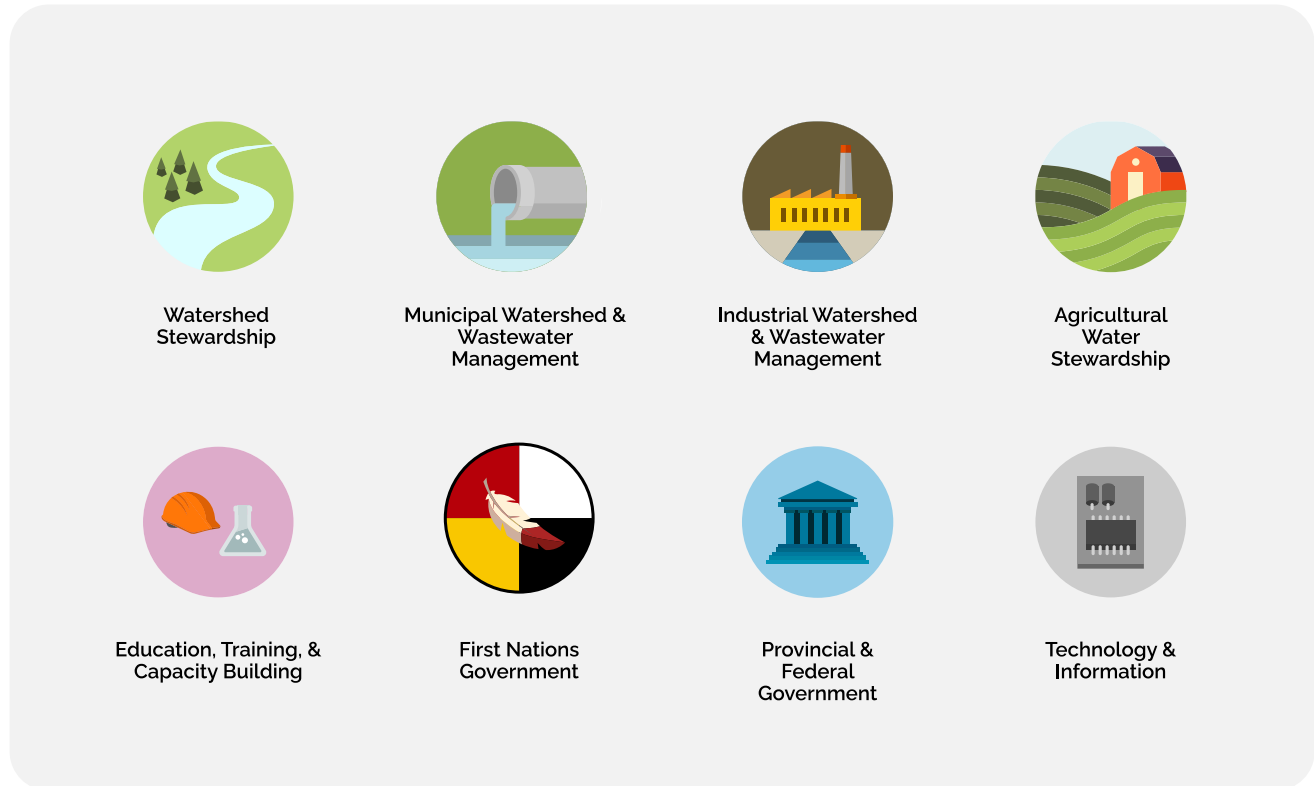 Watershed
Stewardship
Municipal Watershed &
Wastewater
Management
Industrial Watershed
& Wastewater
Management
Agricultural
Water
Stewardship
Education, Training, &
Capacity Building
First Nations
Government
Provincial &
Federal
Government
Technology &
Information